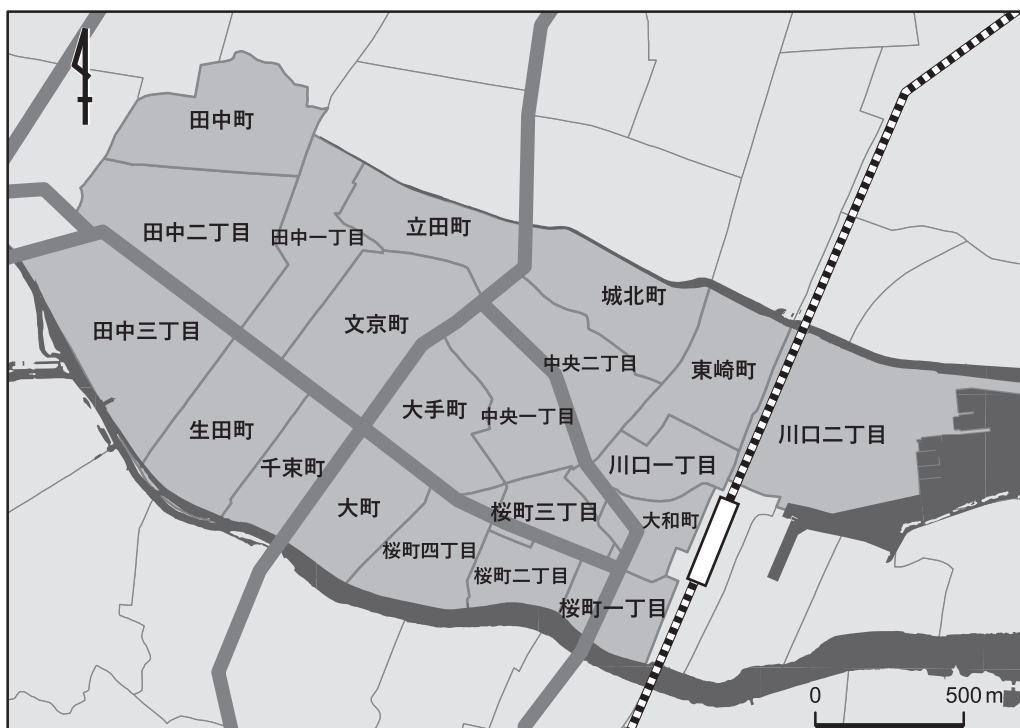 田中町
田中二丁目
田中一丁目
立田町
城北町
田中三丁目
文京町
中央二丁目
東崎町
大手町
中央一丁目
生田町
川口二丁目
千束町
川口一丁目
大町
桜町三丁目
大和町
桜町四丁目
桜町二丁目
桜町一丁目
0
500 m